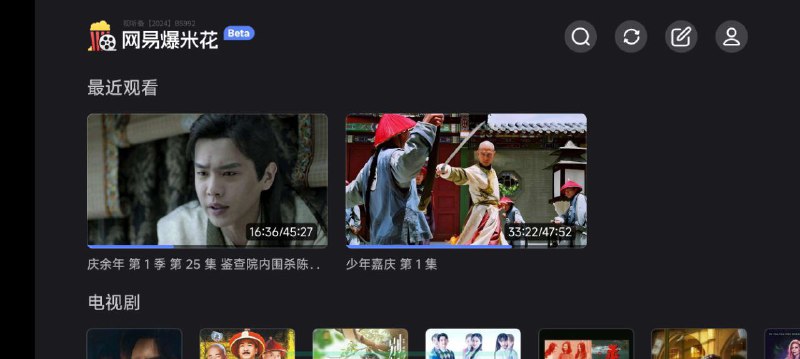 网易爆米花 Beta
最近观看
16:36/45:27
33:22/47:52
庆余年 第 1 季 第 25 集 鉴查院内围杀陈...
少年嘉庆 第 1 集
电视剧